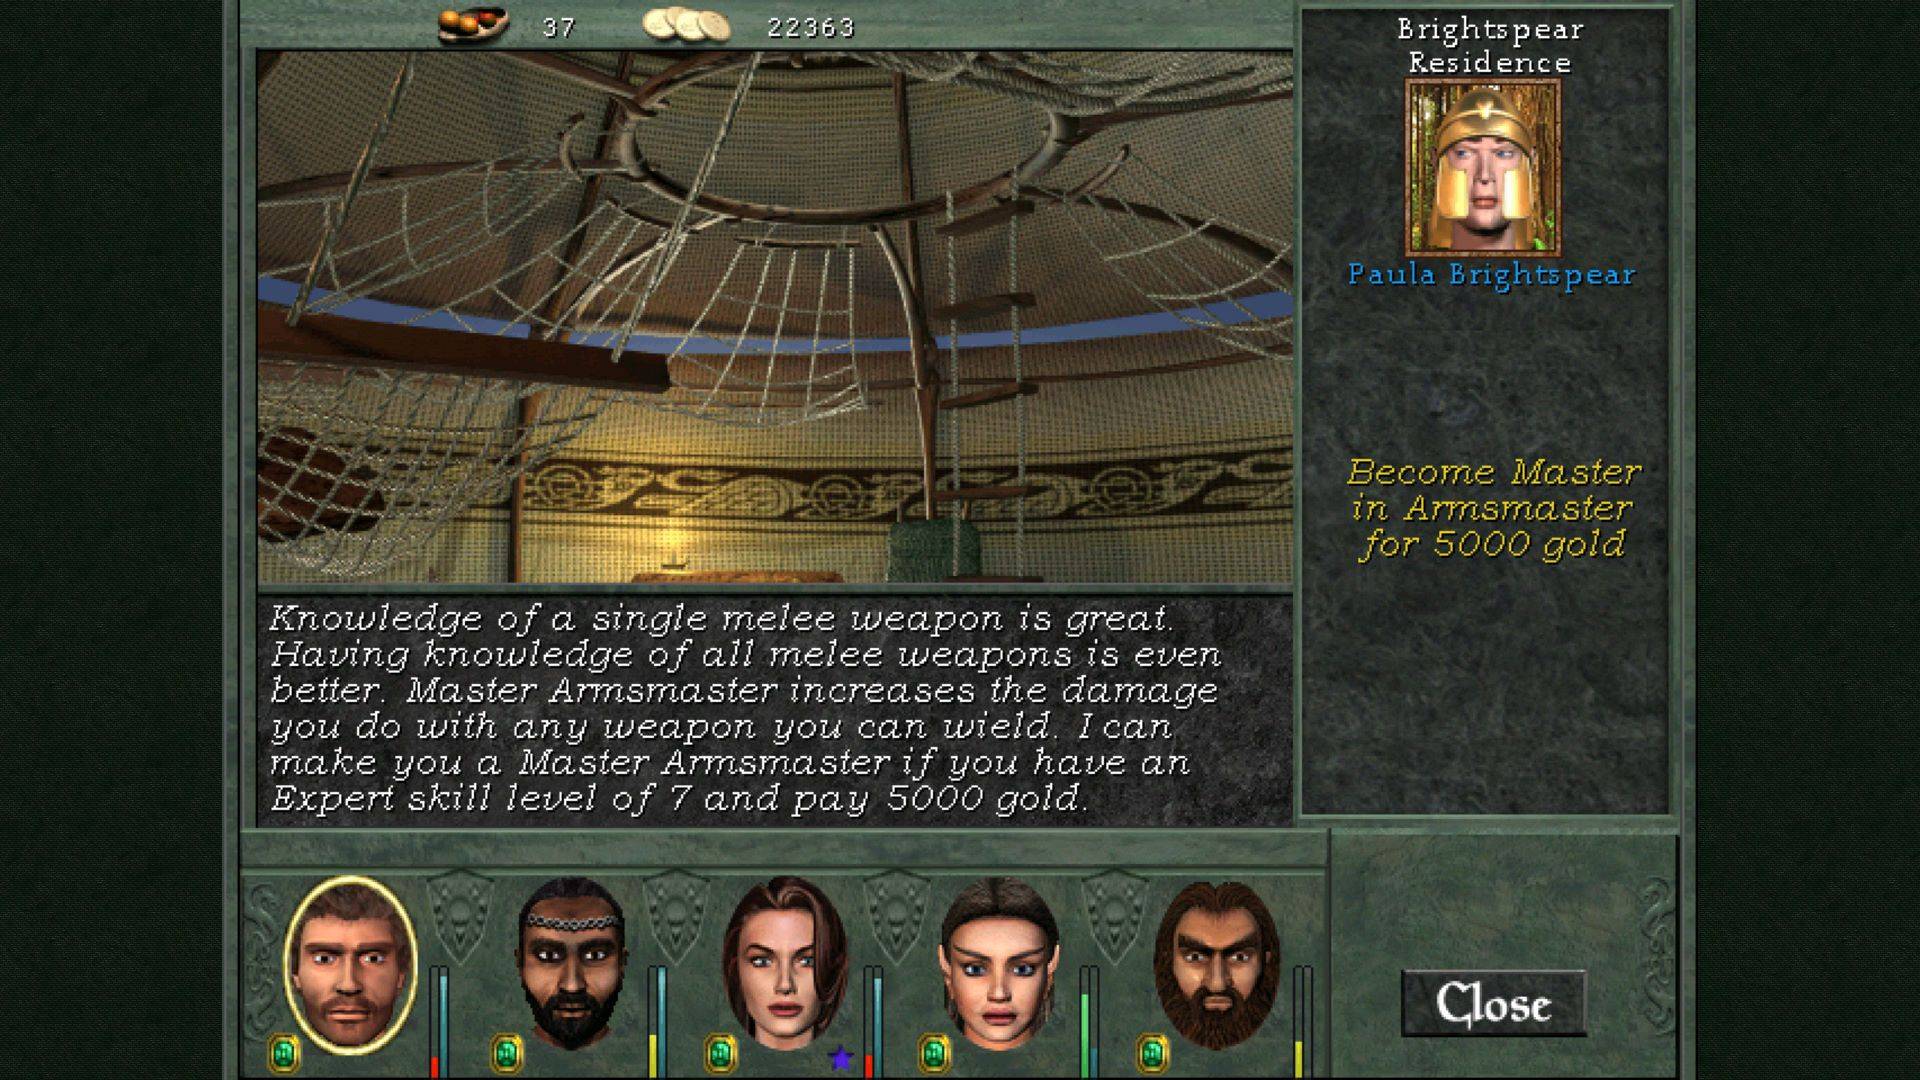 37
22363
Brightspear
Residence
Paula Brightspear
Become Master
in Armsmaster
for 5000 gold
Knowledge of a single melee weapon is great.
Having knowledge of all melee weapons is even
better. Master Armsmaster increases the damage
you do with any weapon you can wield. I can
make you a Master Armsmaster if you have an
Expert skill level of 7 and pay 5000 gold.
Close